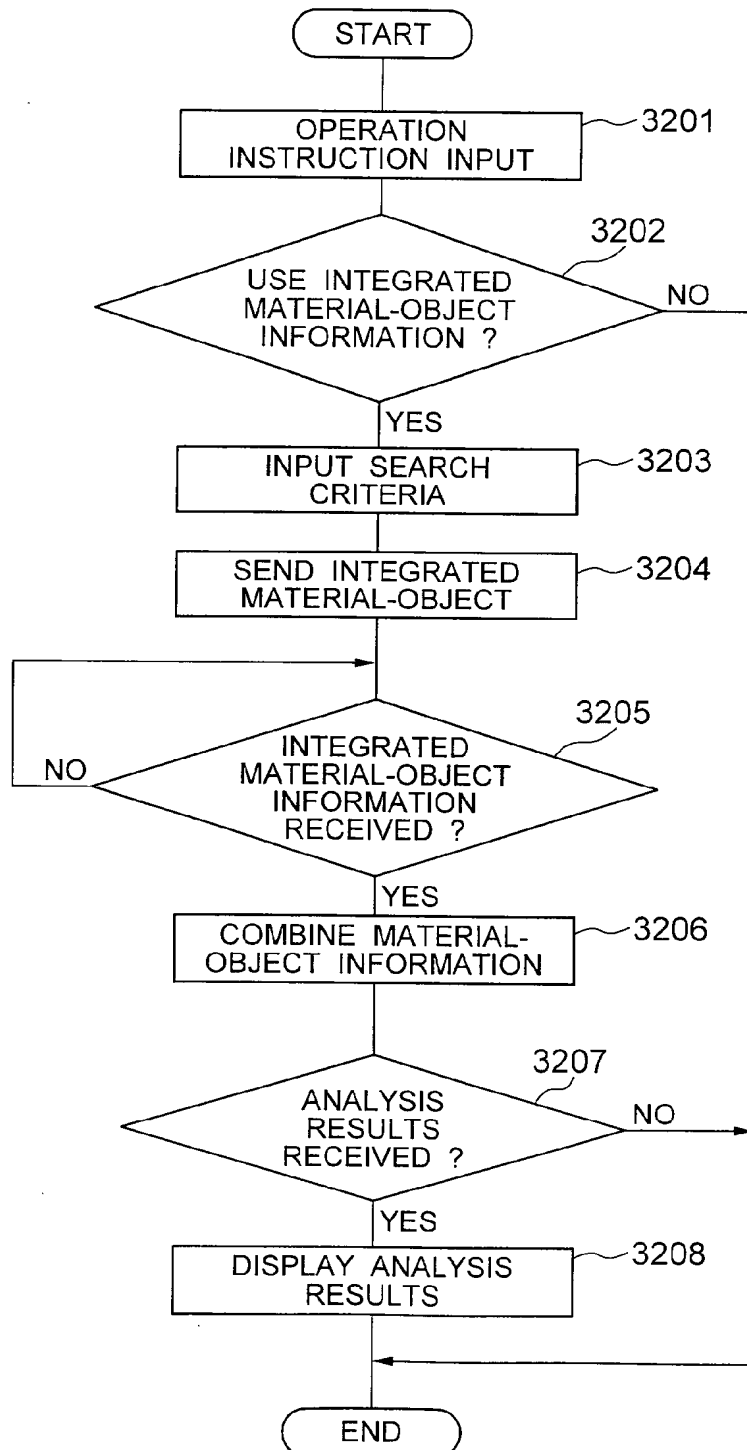 START
OPERATION
INSTRUCTION INPUT
3201
USE INTEGRATED
MATERIAL-OBJECT
INFORMATION ?
3202
NO
YES
INPUT SEARCH
CRITERIA
3203
SEND INTEGRATED
MATERIAL-OBJECT
3204
INTEGRATED
MATERIAL-OBJECT
INFORMATION
RECEIVED ?
3205
NO
YES
COMBINE MATERIAL-
OBJECT INFORMATION
3206
ANALYSIS
RESULTS
RECEIVED ?
3207
NO
YES
DISPLAY ANALYSIS
RESULTS
3208
END